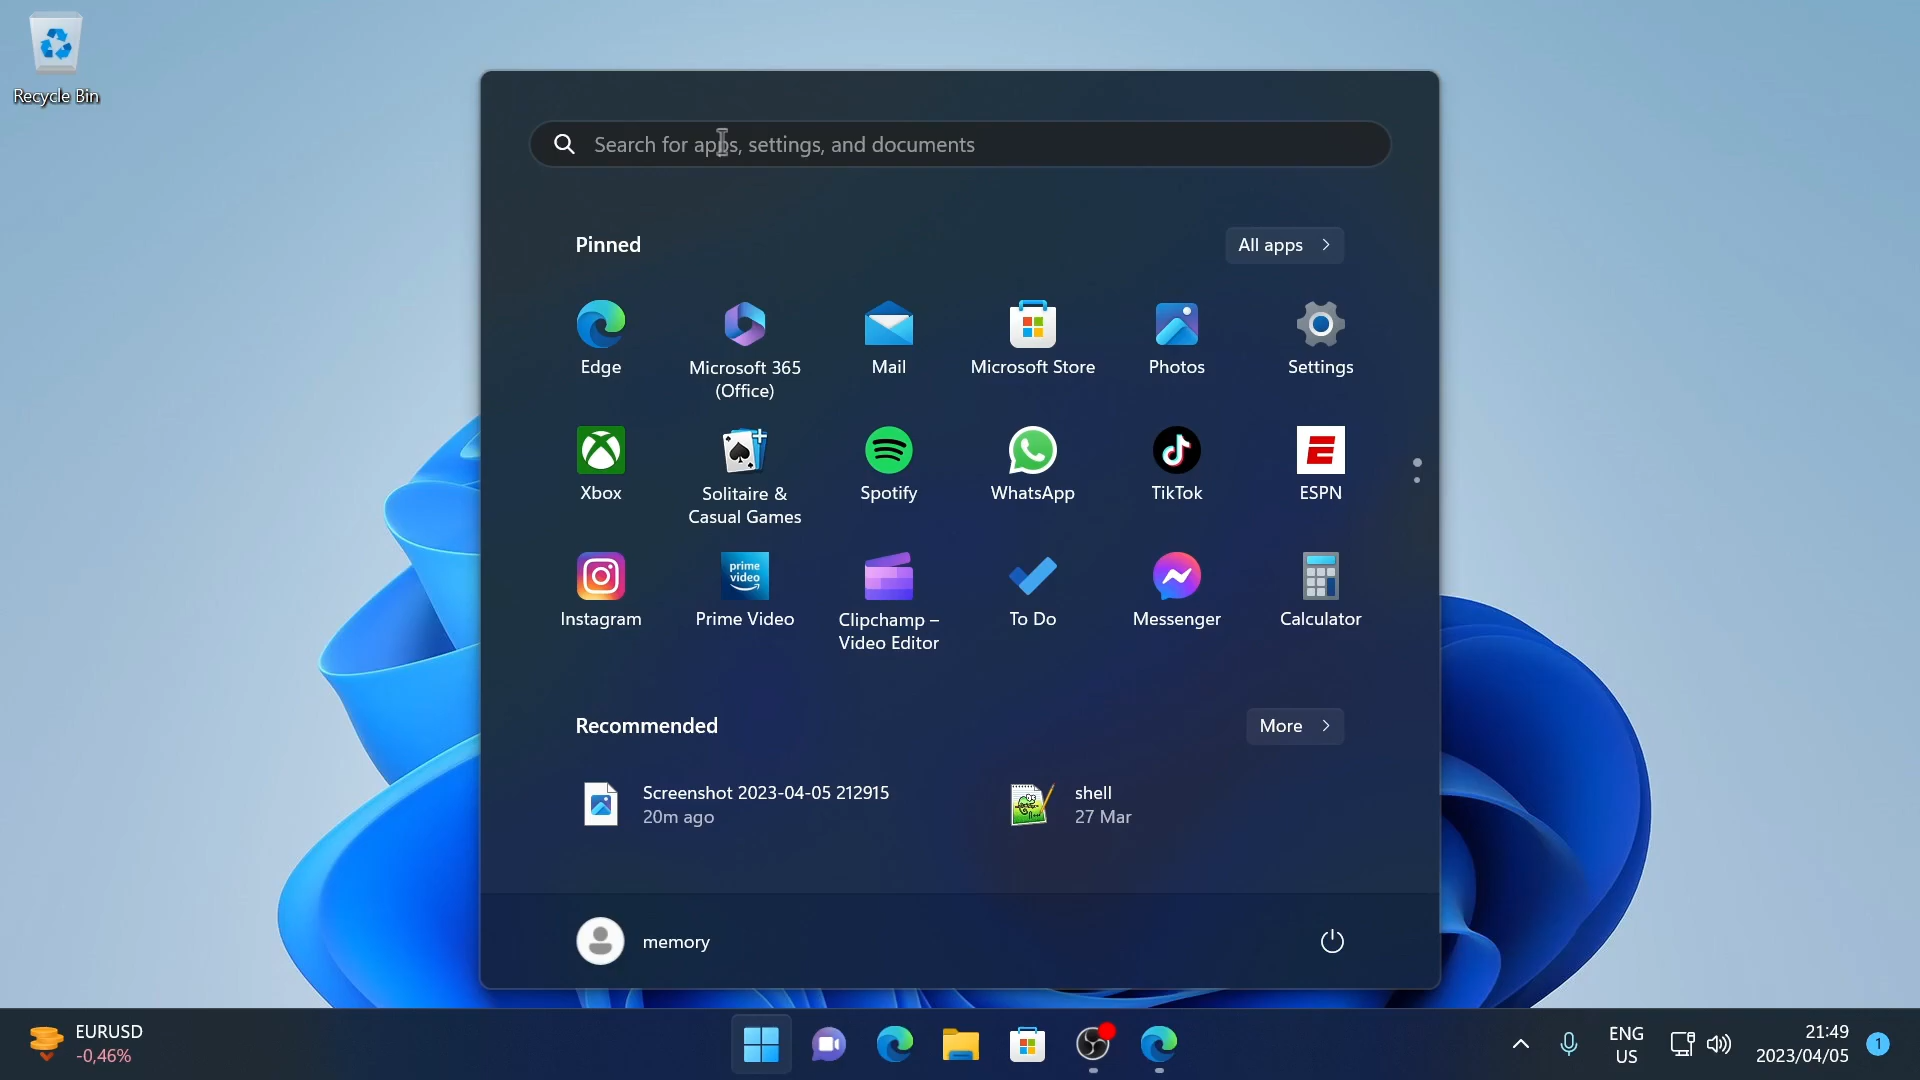 Recycle Bin
Search for apps, settings, and documents
Pinned
All apps
Edge
Microsoft 365
(Office)
Mail
Microsoft Store
Photos
Settings
Xbox
Solitaire &
Casual Games
Spotify
WhatsApp
TikTok
ESPN
prime
video
Instagram
Prime Video
Clipchamp –
Video Editor
To Do
Messenger
Calculator
Recommended
More
Screenshot 2023-04-05 212915
20m ago
shell
27 Mar
memory
EURUSD
-0,46%
ENG
US
21:49
2023/04/05
1